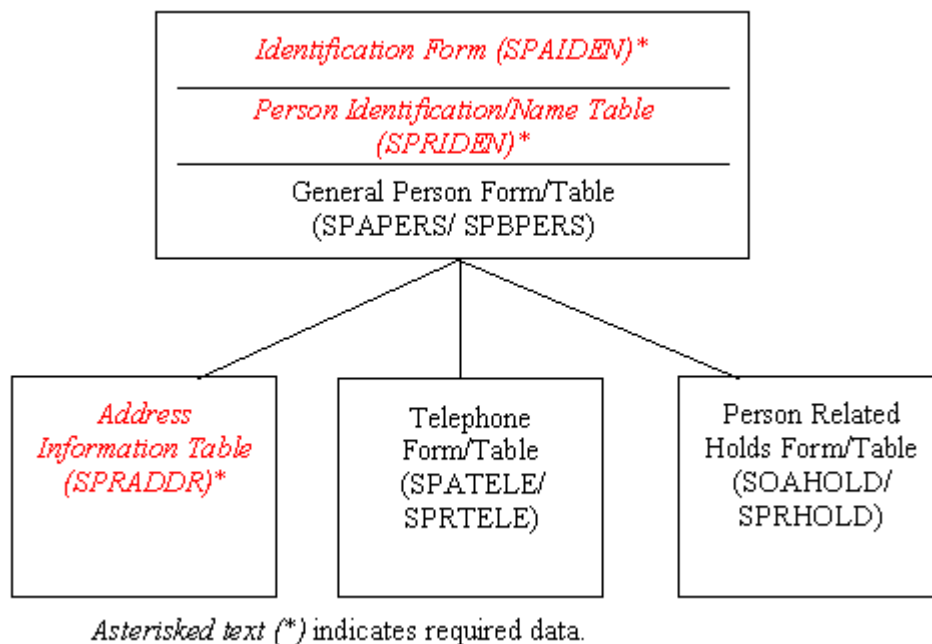 Identification Form (SPAIDEN)*
Person Identification/Name Table
(SPRIDEN)*
General Person Form/Table
(SPAPERS/ SPBPERS)
Address
Information Table
(SPRADDR)*
Telephone
Form/Table
(SPATELE/
SPRTELE)
Person Related
Holds Form/Table
(SOAHOLD/
SPRHOLD)
Asterisked text (*) indicates required data.